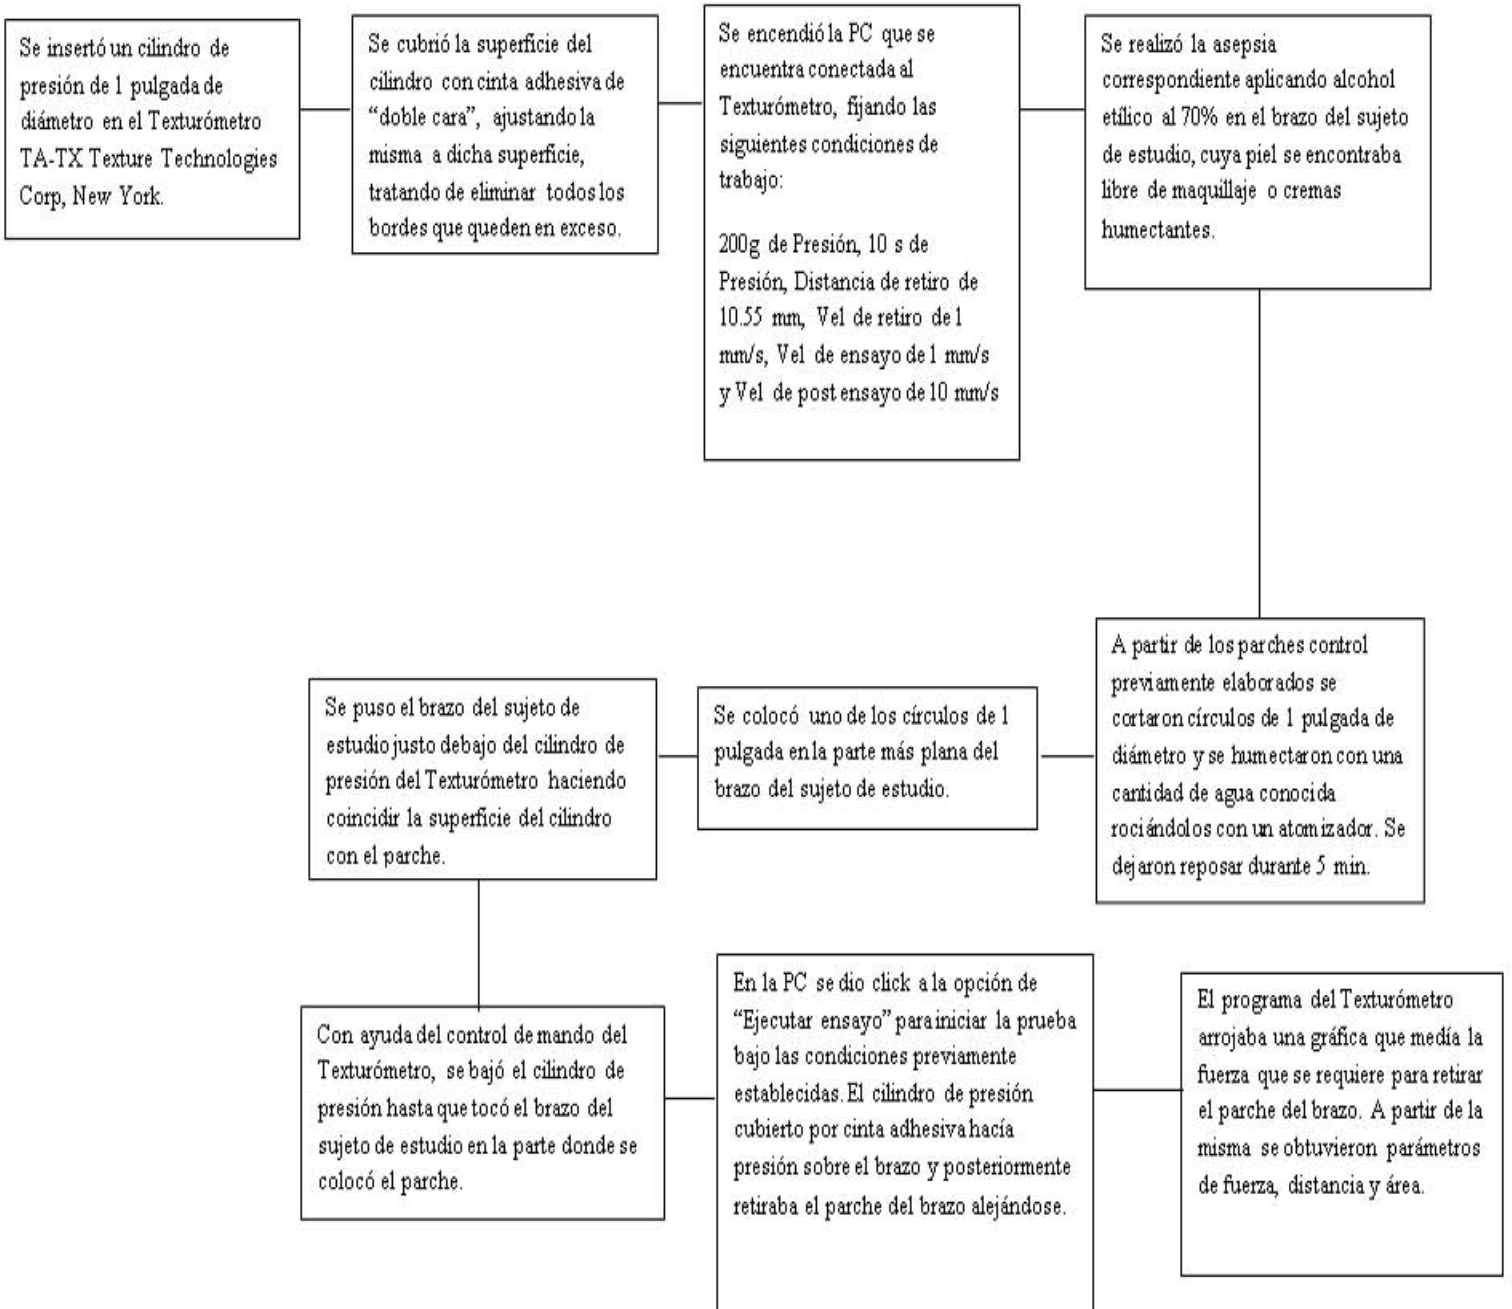 Se insertó un cilindro de
presión de 1 pulgada de
diámetro en el Texturómetro
TA-TX Texture Technologies
Corp, New York.
Se cubrió la superficie del
cilindro con cinta adhesiva de
“doble cara”, ajustando la
misma a dicha superficie,
tratando de eliminar todos los
bordes que queden en exceso.
Se encendió la PC que se
encuentra conectada al
Texturómetro, fijando las
siguientes condiciones de
trabajo:
200g de Presión, 10 s de
Presión, Distancia de retiro de
10.55 mm, Vel de retiro de 1
mm/s, Vel de ensayo de 1 mm/s
y Vel de post ensayo de 10 mm/s
Se realizó la asepsia
correspondiente aplicando alcohol
etílico al 70% en el brazo del sujeto
de estudio, cuya piel se encontraba
libre de maquillaje o cremas
humectantes.
A partir de los parches control
previamente elaborados se
cortaron círculos de 1 pulgada de
diámetro y se humectaron con una
cantidad de agua conocida
rociándolos con un atomizador. Se
dejaron reposar durante 5 min.
Se colocó uno de los círculos de 1
pulgada en la parte más plana del
brazo del sujeto de estudio.
Se puso el brazo del sujeto de
estudio justo debajo del cilindro de
presión del Texturómetro haciendo
coincidir la superficie del cilindro
con el parche.
Con ayuda del control de mando del
Texturómetro, se bajó el cilindro de
presión hasta que tocó el brazo del
sujeto de estudio en la parte donde se
colocó el parche.
En la PC se dio click a la opción de
“Ejecutar ensayo” para iniciar la prueba
bajo las condiciones previamente
establecidas. El cilindro de presión
cubierto por cinta adhesiva hacía
presión sobre el brazo y posteriormente
retiraba el parche del brazo alejándose.
El programa del Texturómetro
arrojaba una gráfica que medía la
fuerza que se requiere para retirar
el parche del brazo. A partir de la
misma se obtuvieron parámetros
de fuerza, distancia y área.